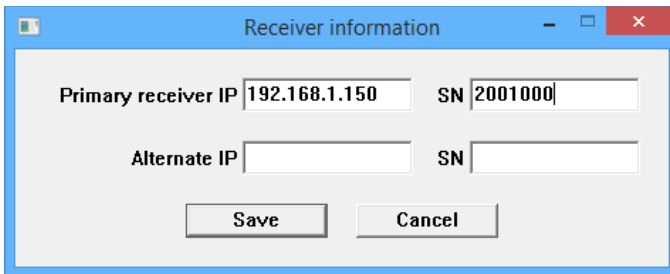 Receiver information
Primary receiver IP 192.168.1.150 SN 2001000
Alternate IP SN
Save Cancel